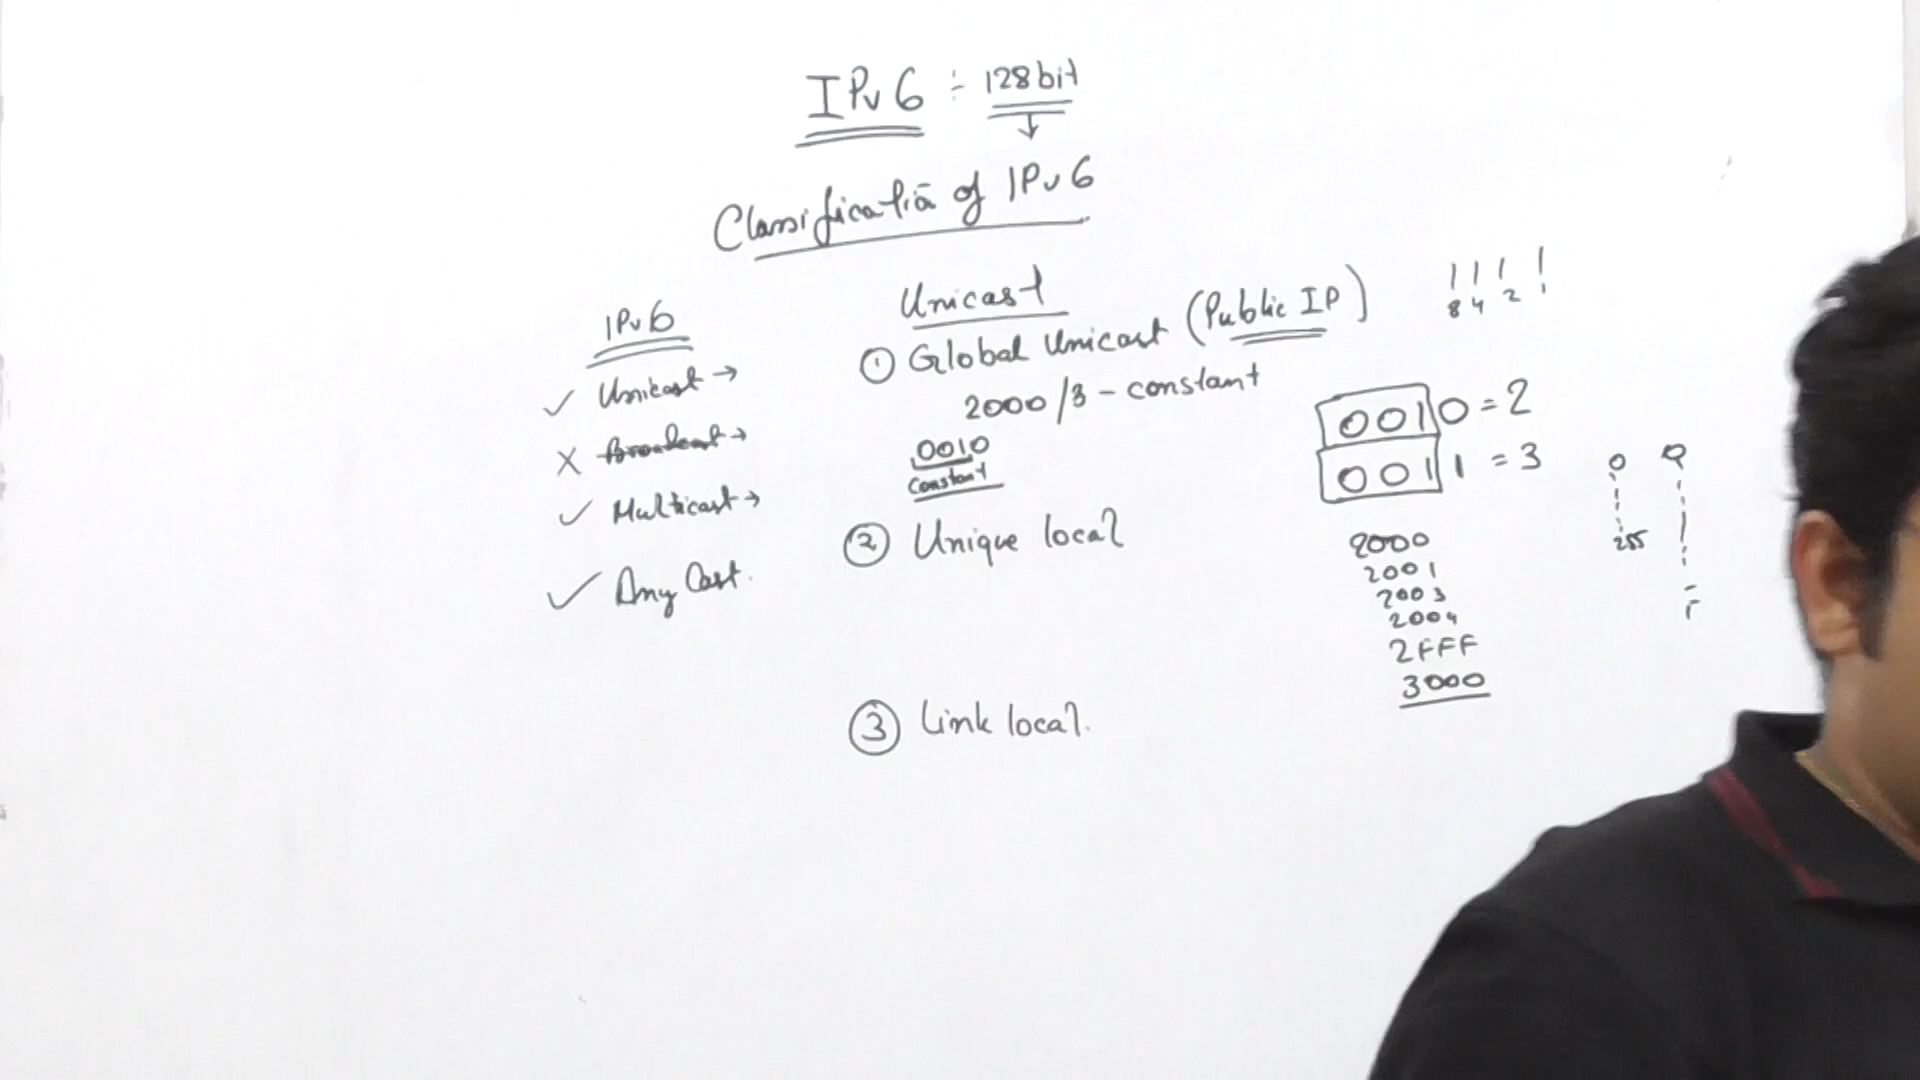 IPv6 ÷ 128 bit
↓
Classificatiā of IPv6
IPv6
✓ Unicast →
X Broadcast →
✓ Multicast →
✓ Any Cast.
Unicast
① Global Unicast (Public IP)
2000/3 - constant
0010
Constant
② Unique local
③ Link local.
1 1 1 1
8 4 2 1
0010 = 2
0011 = 3
2000
2001
2003
2004
2FFF
3000
0
255
0
F